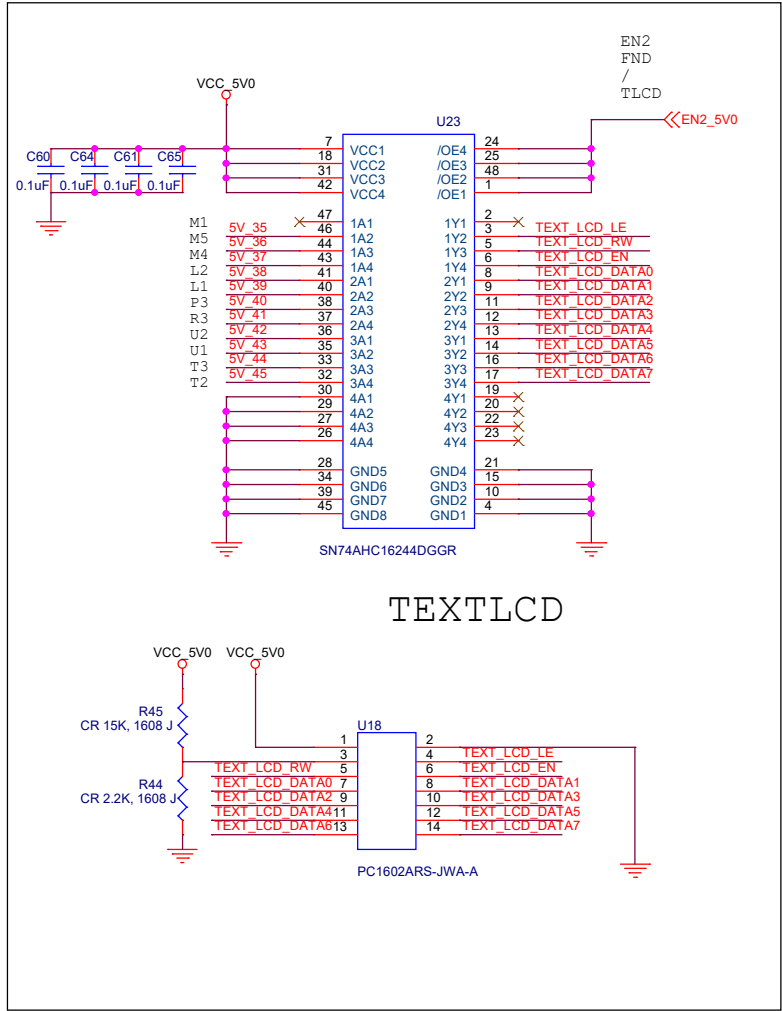 EN2
FND
/
TLCD
VCC_5V0
U23
EN2_5V0
C60 C64 C61 C65
0.1uF 0.1uF 0.1uF 0.1uF
7 VCC1 /OE4 24
18 VCC2 /OE3 25
31 VCC3 /OE2 48
42 VCC4 /OE1 1
47 1A1 1Y1 2
M1 5V_35 46 1A2 1Y2 3 TEXT_LCD_LE
M5 5V_36 44 1A3 1Y3 5 TEXT_LCD_RW
M4 5V_37 43 1A4 1Y4 6 TEXT_LCD_EN
L2 5V_38 41 2A1 2Y1 8 TEXT_LCD_DATA0
L1 5V_39 40 2A2 2Y2 9 TEXT_LCD_DATA1
P3 5V_40 38 2A3 2Y3 11 TEXT_LCD_DATA2
R3 5V_41 37 2A4 2Y4 12 TEXT_LCD_DATA3
U2 5V_42 36 3A1 3Y1 13 TEXT_LCD_DATA4
U1 5V_43 35 3A2 3Y2 14 TEXT_LCD_DATA5
T3 5V_44 33 3A3 3Y3 16 TEXT_LCD_DATA6
T2 5V_45 32 3A4 3Y4 17 TEXT_LCD_DATA7
30 4A1 4Y1 19
29 4A2 4Y2 20
27 4A3 4Y3 22
26 4A4 4Y4 23
28 GND5 GND4 21
34 GND6 GND3 15
39 GND7 GND2 10
45 GND8 GND1 4
SN74AHC16244DGGR
TEXTLCD
VCC_5V0 VCC_5V0
R45
CR 15K, 1608 J
U18
1 2
3 4 TEXT_LCD_LE
TEXT_LCD_RW 5 6 TEXT_LCD_EN
TEXT_LCD_DATA0 7 8 TEXT_LCD_DATA1
TEXT_LCD_DATA2 9 10 TEXT_LCD_DATA3
TEXT_LCD_DATA4 11 12 TEXT_LCD_DATA5
TEXT_LCD_DATA6 13 14 TEXT_LCD_DATA7
R44
CR 2.2K, 1608 J
PC1602ARS-JWA-A